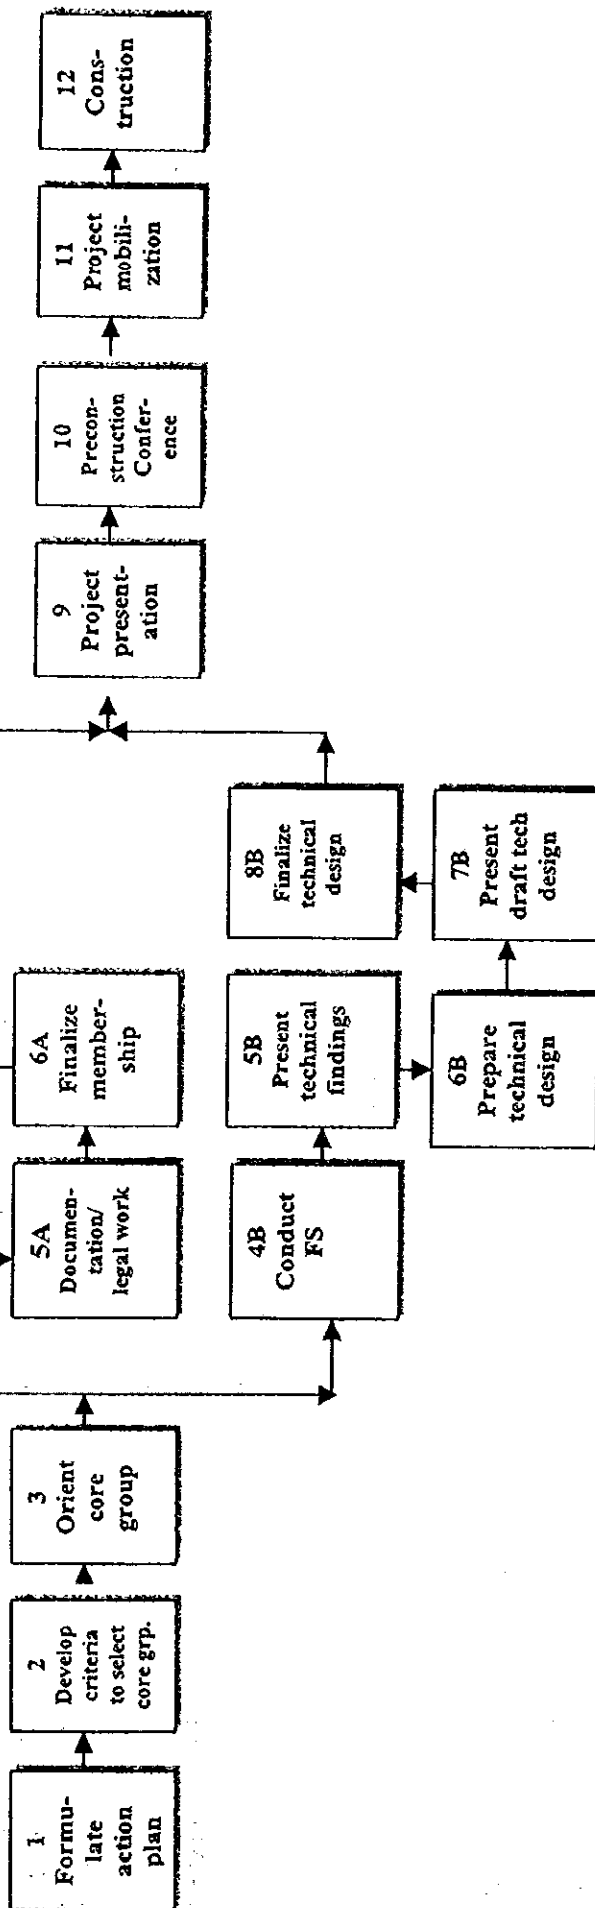 1
Formu-
late
action
plan
2
Develop
criteria
to select
core grp.
3
Orient
core
group
5A
Documen-
tation/
legal work
6A
Finalize
member-
ship
4B
Conduct
FS
5B
Present
technical
findings
6B
Prepare
technical
design
7B
Present
draft tech
design
8B
Finalize
technical
design
9
Project
present-
ation
10
Precon-
struction
Confer-
ence
11
Project
mobili-
zation
12
Cons-
truction